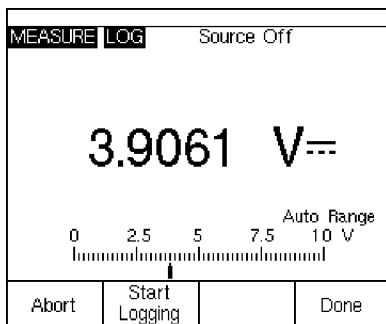 MEASURE LOG Source Off
3.9061 V⎓
Auto Range
0 2.5 5 7.5 10 V
Abort Start Logging Done